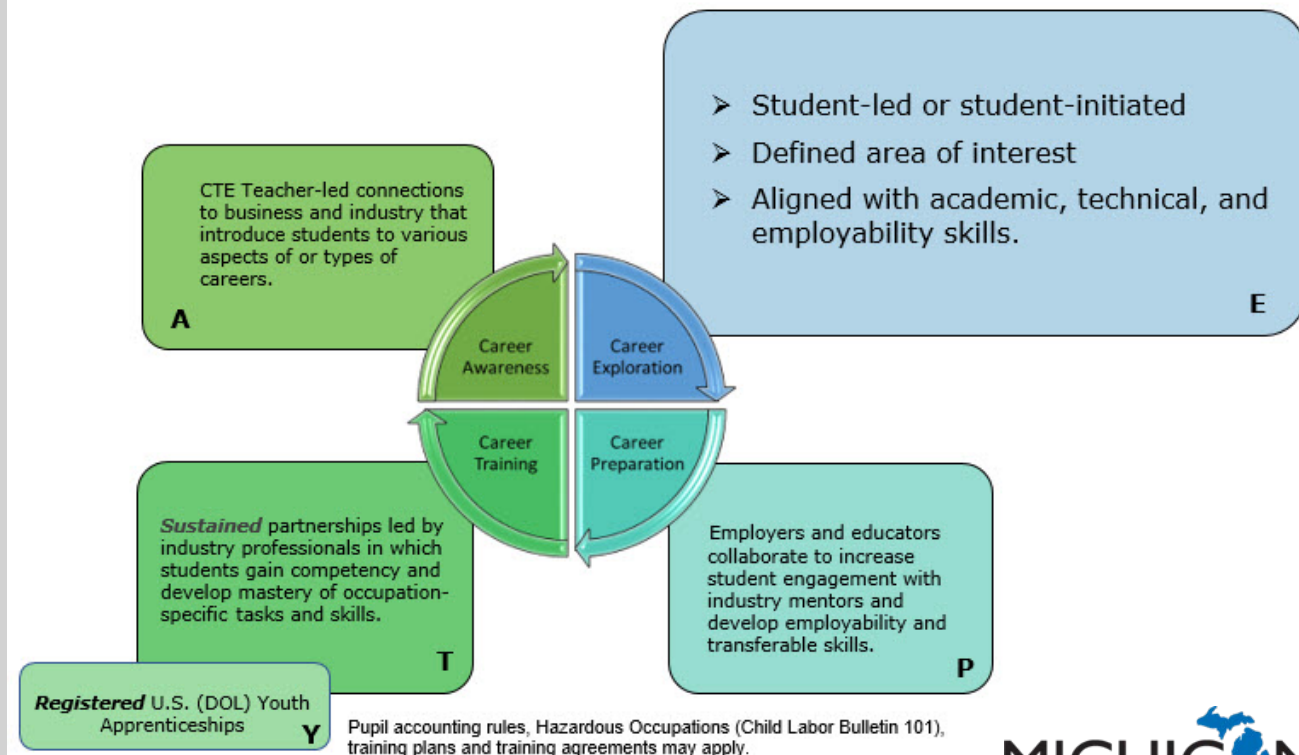 ➢ Student-led or student-initiated
➢ Defined area of interest
➢ Aligned with academic, technical, and
employability skills.
E
CTE Teacher-led connections
to business and industry that
introduce students to various
aspects of or types of
careers.
A
Career
Awareness
Career
Exploration
Career
Training
Career
Preparation
Sustained partnerships led by
industry professionals in which
students gain competency and
develop mastery of occupation-
specific tasks and skills.
T
Employers and educators
collaborate to increase
student engagement with
industry mentors and
develop employability and
transferable skills.
P
Registered U.S. (DOL) Youth
Apprenticeships
Y
Pupil accounting rules, Hazardous Occupations (Child Labor Bulletin 101),
training plans and training agreements may apply.
MICHIGAN